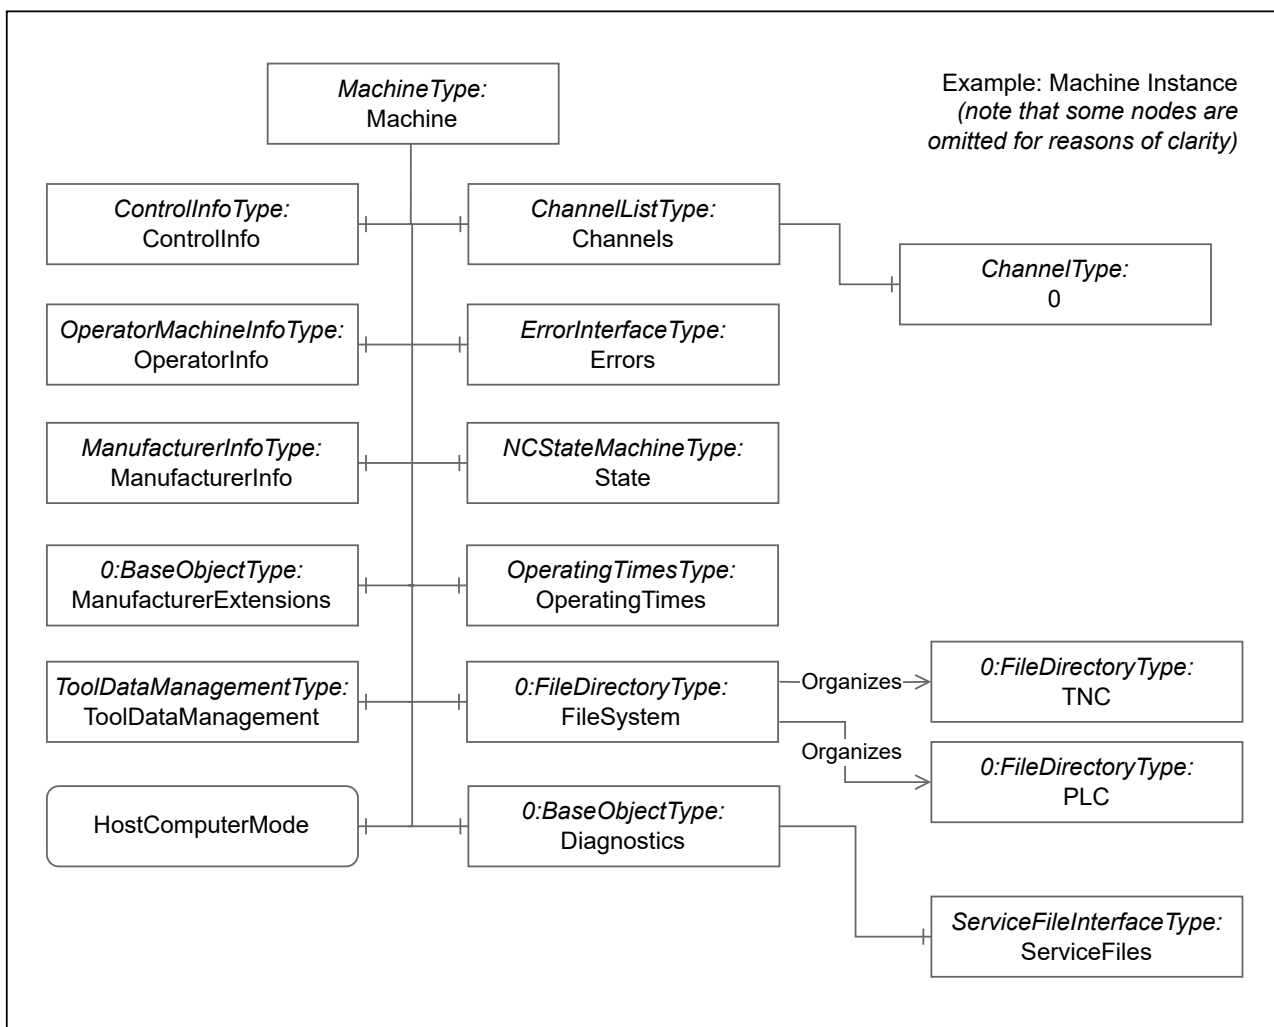 MachineType:
Machine
Example: Machine Instance
(note that some nodes are
omitted for reasons of clarity)
ControlInfoType:
ControlInfo
ChannelListType:
Channels
ChannelType:
0
OperatorMachineInfoType:
OperatorInfo
ErrorInterfaceType:
Errors
ManufacturerInfoType:
ManufacturerInfo
NCStateMachineType:
State
0:BaseObjectType:
ManufacturerExtensions
OperatingTimesType:
OperatingTimes
ToolDataManagementType:
ToolDataManagement
0:FileDirectoryType:
FileSystem
Organizes
0:FileDirectoryType:
TNC
Organizes
0:FileDirectoryType:
PLC
HostComputerMode
0:BaseObjectType:
Diagnostics
ServiceFileInterfaceType:
ServiceFiles